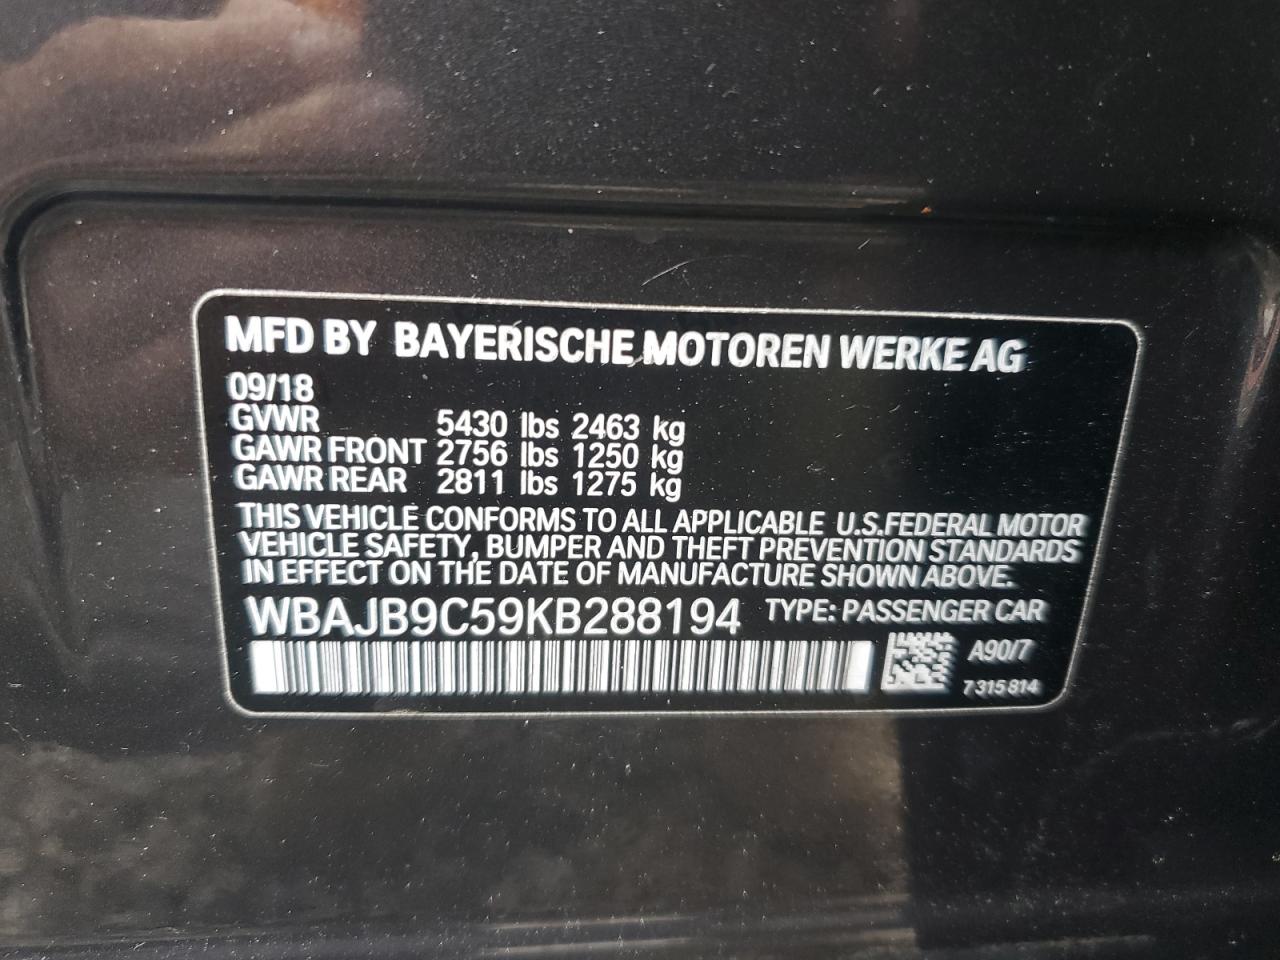 MFD BY BAYERISCHE MOTOREN WERKE AG
09/18
GVWR 5430 lbs 2463 kg
GAWR FRONT 2756 lbs 1250 kg
GAWR REAR 2811 lbs 1275 kg
THIS VEHICLE CONFORMS TO ALL APPLICABLE U.S.FEDERAL MOTOR
VEHICLE SAFETY, BUMPER AND THEFT PREVENTION STANDARDS
IN EFFECT ON THE DATE OF MANUFACTURE SHOWN ABOVE.
WBAJB9C59KB288194 TYPE: PASSENGER CAR
A90/7
7 315 814